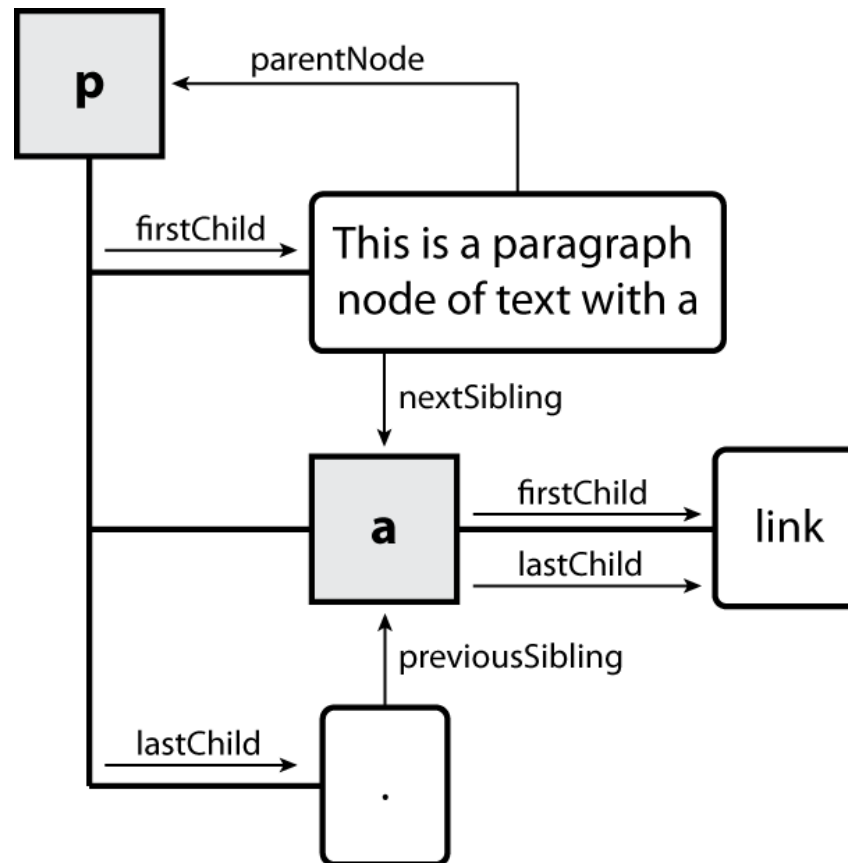 p
parentNode
firstChild
This is a paragraph
node of text with a
nextSibling
a
firstChild
link
lastChild
previousSibling
lastChild
.